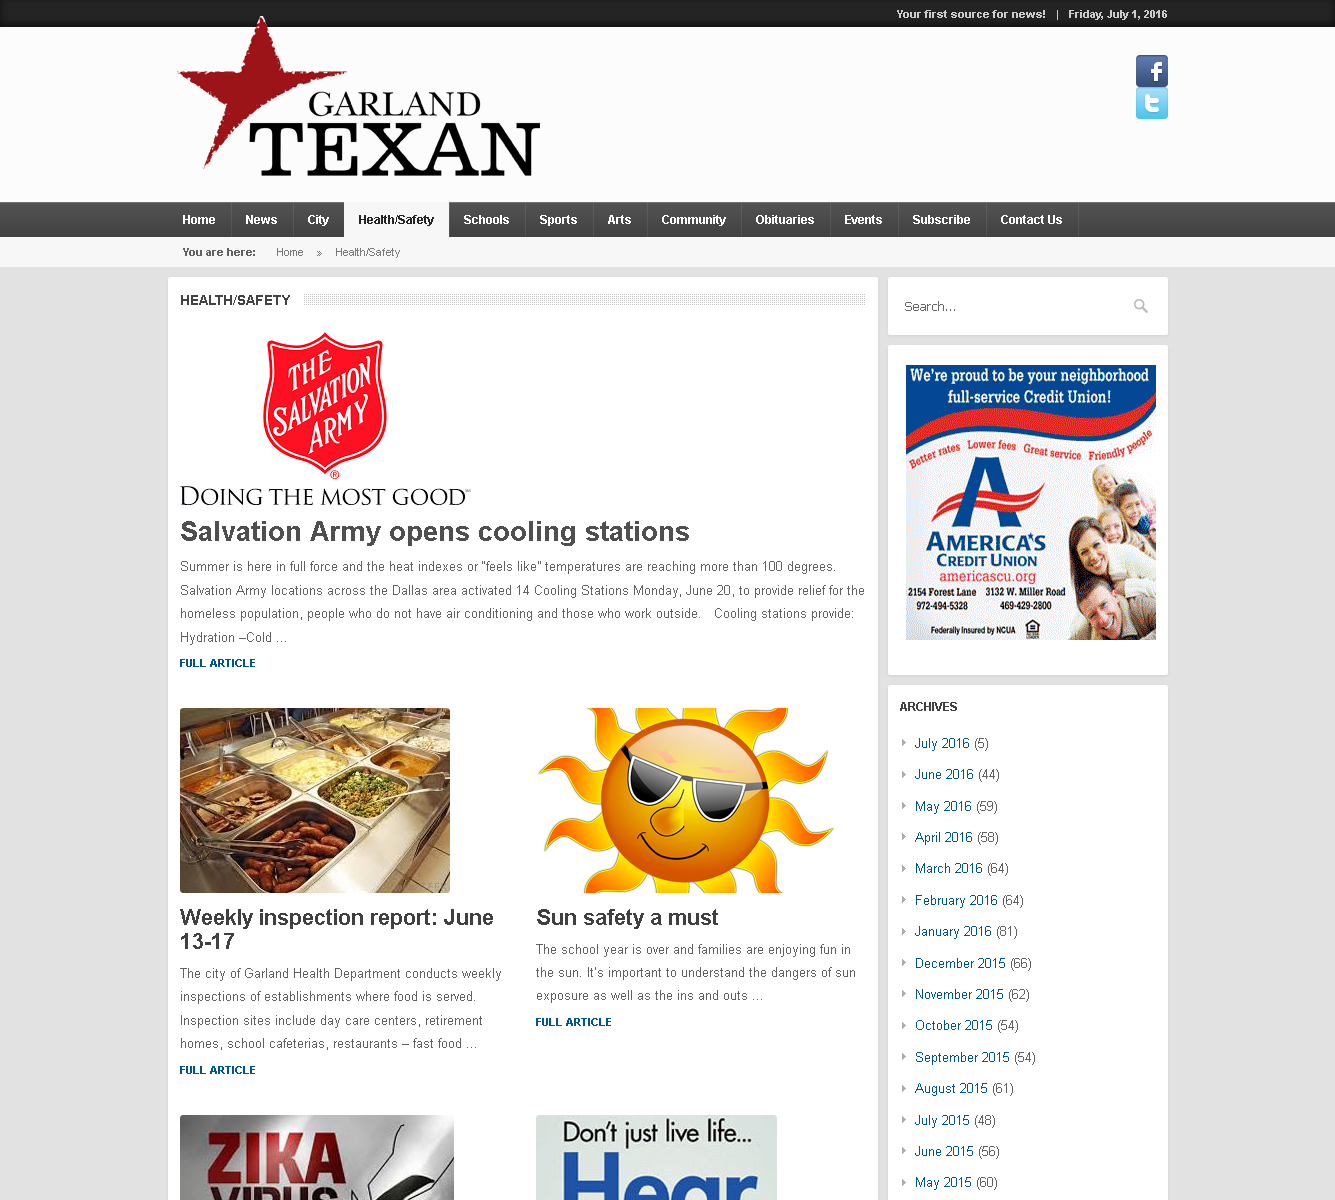 Your first source for news! | Friday, July 1, 2016
GARLAND
TEXAN
Home News City Health/Safety Schools Sports Arts Community Obituaries Events Subscribe Contact Us
You are here: Home » Health/Safety
HEALTH/SAFETY
THE
SALVATION
ARMY
®
DOING THE MOST GOOD
Salvation Army opens cooling stations
Summer is here in full force and the heat indexes or "feels like" temperatures are reaching more than 100 degrees.
Salvation Army locations across the Dallas area activated 14 Cooling Stations Monday, June 20, to provide relief for the
homeless population, people who do not have air conditioning and those who work outside. Cooling stations provide:
Hydration –Cold ...
FULL ARTICLE
Weekly inspection report: June
13-17
The city of Garland Health Department conducts weekly
inspections of establishments where food is served.
Inspection sites include day care centers, retirement
homes, school cafeterias, restaurants – fast food ...
FULL ARTICLE
Sun safety a must
The school year is over and families are enjoying fun in
the sun. It's important to understand the dangers of sun
exposure as well as the ins and outs ...
FULL ARTICLE
ZIKA
VIRUS
Don't just live life...
Hear
Search...
We're proud to be your neighborhood
full-service Credit Union!
Better rates Lower fees Great service Friendly people
AMERICA'S
CREDIT UNION
americascu.org
2154 Forest Lane 3132 W. Miller Road
972-494-5328 469-429-2800
Federally Insured by NCUA
ARCHIVES
July 2016 (5)
June 2016 (44)
May 2016 (59)
April 2016 (58)
March 2016 (64)
February 2016 (64)
January 2016 (81)
December 2015 (66)
November 2015 (62)
October 2015 (54)
September 2015 (54)
August 2015 (61)
July 2015 (48)
June 2015 (56)
May 2015 (60)